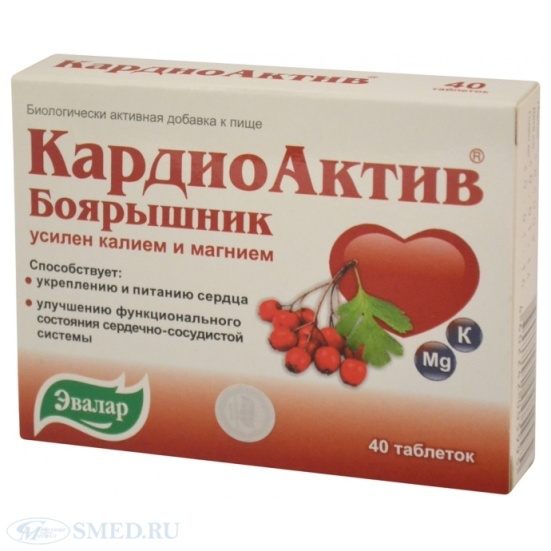 КардиоАктив®
40
таблеток
Биологически активная добавка к пище
КардиоАктив®
Боярышник
усилен калием и магнием
Способствует:
• укреплению и питанию сердца
• улучшению функционального
состояния сердечно-сосудистой
системы
K
Mg
Эвалар
40 таблеток
SMED.RU